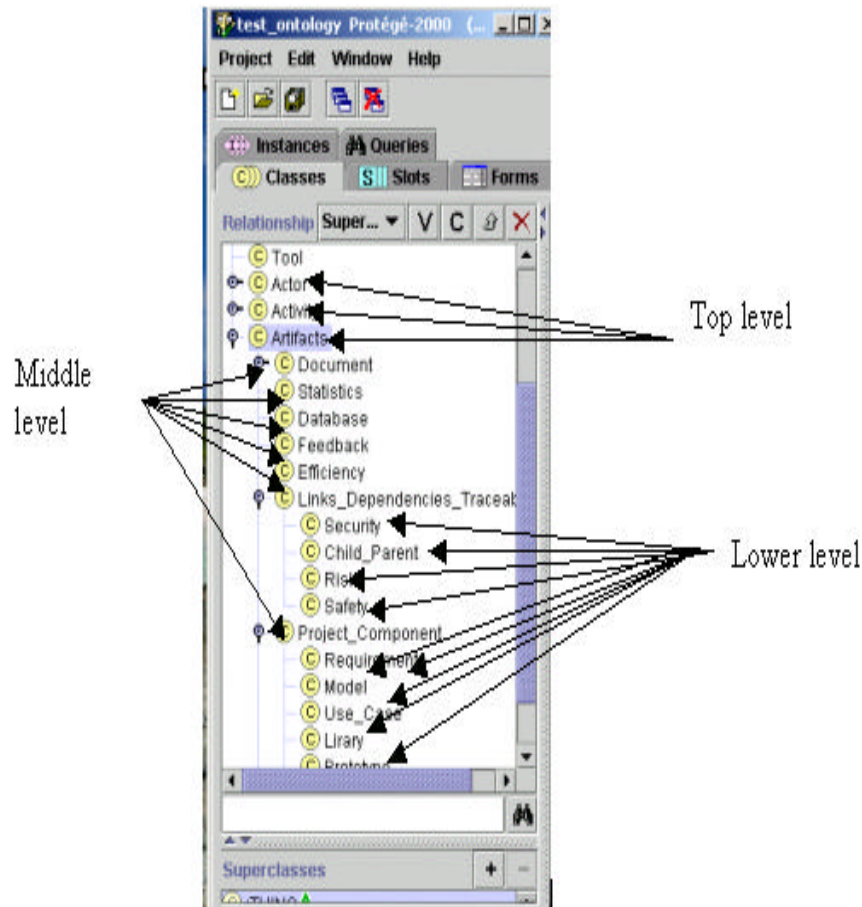 test_ontology Protégé-2000 (...
Project Edit Window Help
Instances Queries
Classes Slots Forms
Relationship Super... V C
Tool
Actor
Activity
Artifacts
Top level
Middle
level
Document
Statistics
Database
Feedback
Efficiency
Links_Dependencies_Traceab
Security
Child_Parent
Risk
Safety
Lower level
Project_Component
Requirement
Model
Use_Case
Lirary
Prototype
Superclasses
:THING